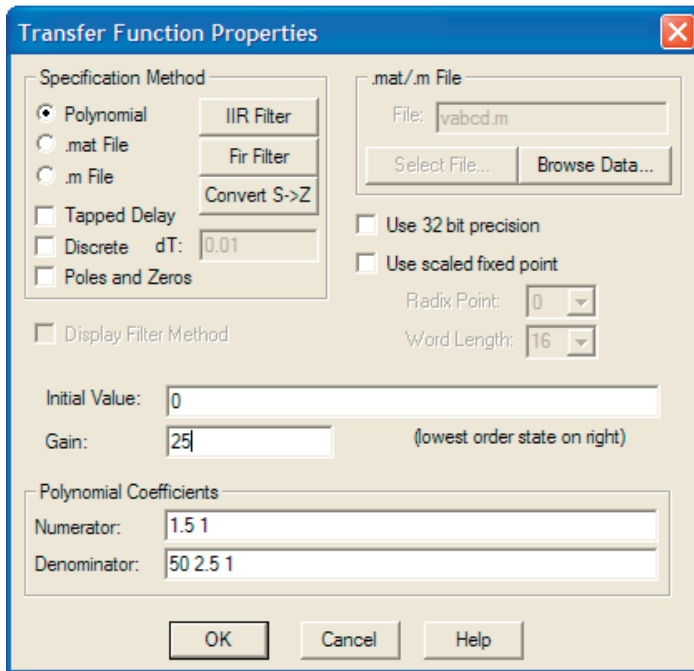 Transfer Function Properties
Specification Method
Polynomial
IIR Filter
.mat File
Fir Filter
.m File
Convert S->Z
Tapped Delay
Discrete dT: 0.01
Poles and Zeros
Display Filter Method
.mat/.m File
File: vabcd.m
Select File... Browse Data...
Use 32 bit precision
Use scaled fixed point
Radix Point: 0
Word Length: 16
Initial Value: 0
Gain: 25 (lowest order state on right)
Polynomial Coefficients
Numerator: 1.5 1
Denominator: 50 2.5 1
OK Cancel Help